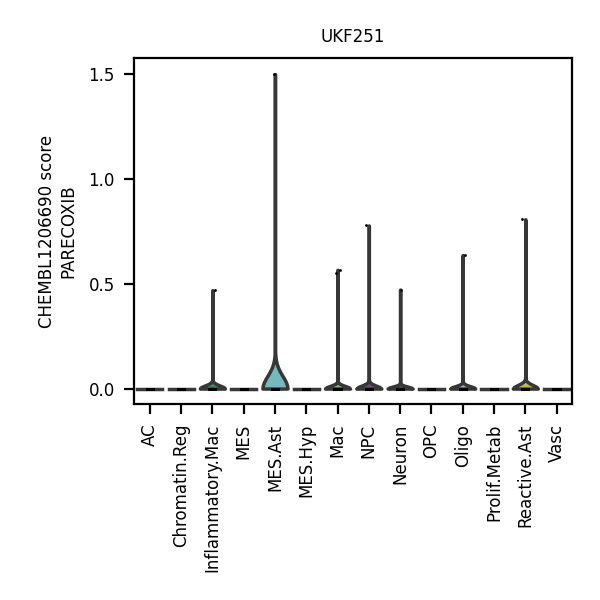 UKF251
CHEMBL1206690 score
PARECOXIB
1.5
1.0
0.5
0.0
AC
Chromatin.Reg
Inflammatory.Mac
MES
MES.Ast
MES.Hyp
Mac
NPC
Neuron
OPC
Oligo
Prolif.Metab
Reactive.Ast
Vasc